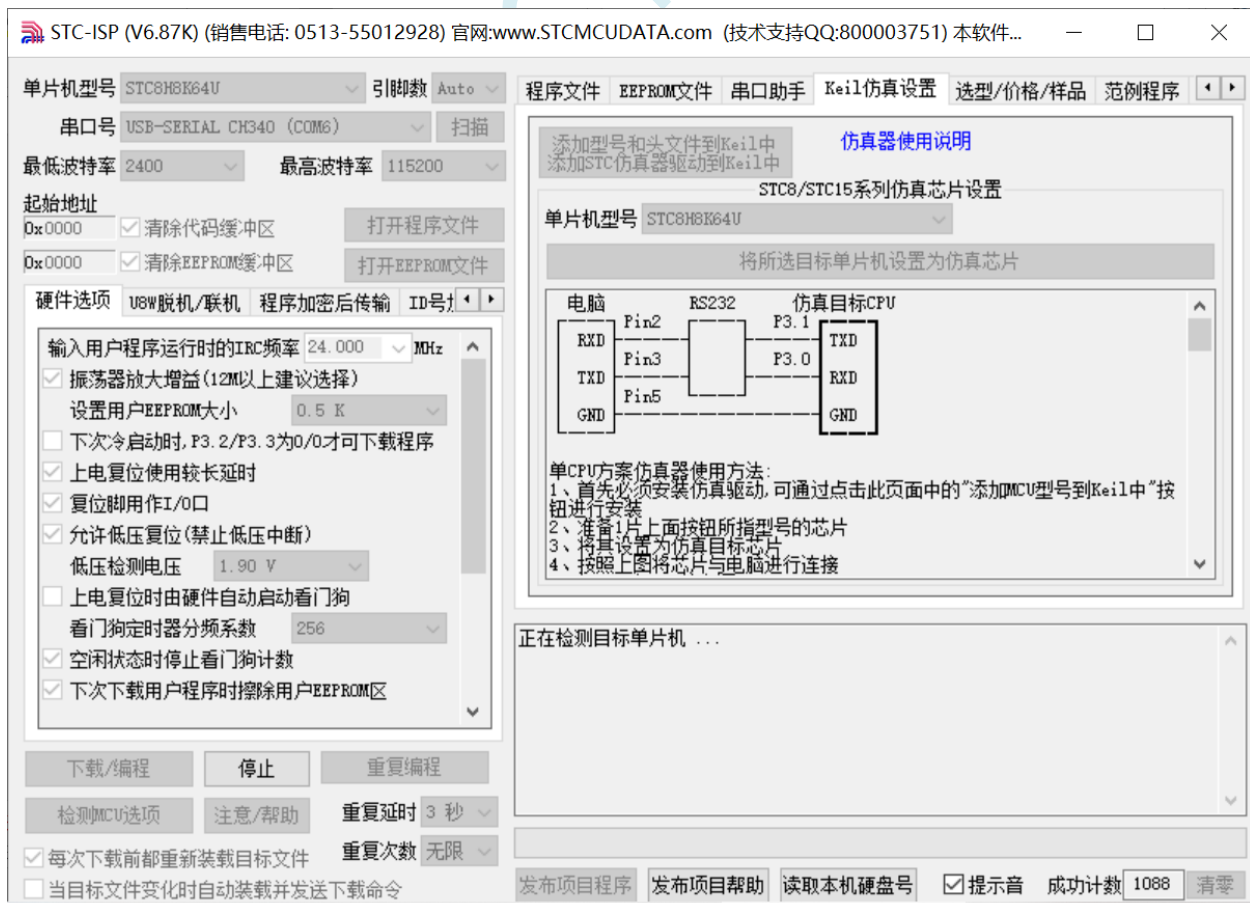 STC-ISP (V6.87K) (销售电话: 0513-55012928) 官网:www.STCMCUDATA.com (技术支持QQ:800003751) 本软件...
单片机型号 STC8H8K64U 引脚数 Auto
串口号 USB-SERIAL CH340 (COM6) 扫描
最低波特率 2400 最高波特率 115200
起始地址
0x0000 清除代码缓冲区 打开程序文件
0x0000 清除EEPROM缓冲区 打开EEPROM文件
硬件选项 U8W脱机/联机 程序加密后传输 ID号
输入用户程序运行时的IRC频率 24.000 MHz
振荡器放大增益(12M以上建议选择)
设置用户EEPROM大小 0.5 K
下次冷启动时,P3.2/P3.3为0/0才可下载程序
上电复位使用较长延时
复位脚用作I/O口
允许低压复位(禁止低压中断)
低压检测电压 1.90 V
上电复位时由硬件自动启动看门狗
看门狗定时器分频系数 256
空闲状态时停止看门狗计数
下次下载用户程序时擦除用户EEPROM区
下载/编程 停止 重复编程
检测MCU选项 注意/帮助 重复延时 3 秒
每次下载前都重新装载目标文件 重复次数 无限
当目标文件变化时自动装载并发送下载命令
程序文件 EEPROM文件 串口助手 Keil仿真设置 选型/价格/样品 范例程序
添加型号和头文件到Keil中
添加STC仿真器驱动到Keil中
仿真器使用说明
STC8/STC15系列仿真芯片设置
单片机型号 STC8H8K64U
将所选目标单片机设置为仿真芯片
电脑 RS232 仿真目标CPU
Pin2 P3.1
RXD TXD
Pin3 P3.0
TXD RXD
Pin5
GND GND
单CPU方案仿真器使用方法:
1、首先必须安装仿真驱动,可通过点击此页面中的"添加MCU型号到Keil中"按
钮进行安装
2、准备1片上面按钮所指型号的芯片
3、将其设置为仿真目标芯片
4、按照上图将芯片与电脑进行连接
正在检测目标单片机 ...
发布项目程序 发布项目帮助 读取本机硬盘号 提示音 成功计数 1088 清零